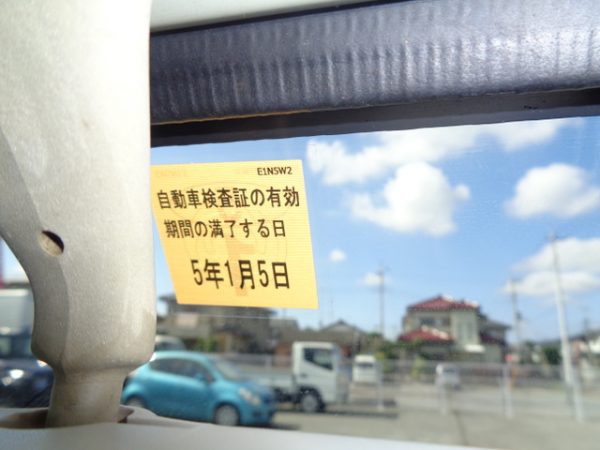 E1N5W2
自動車検査証の有効
期間の満了する日
5年1月5日